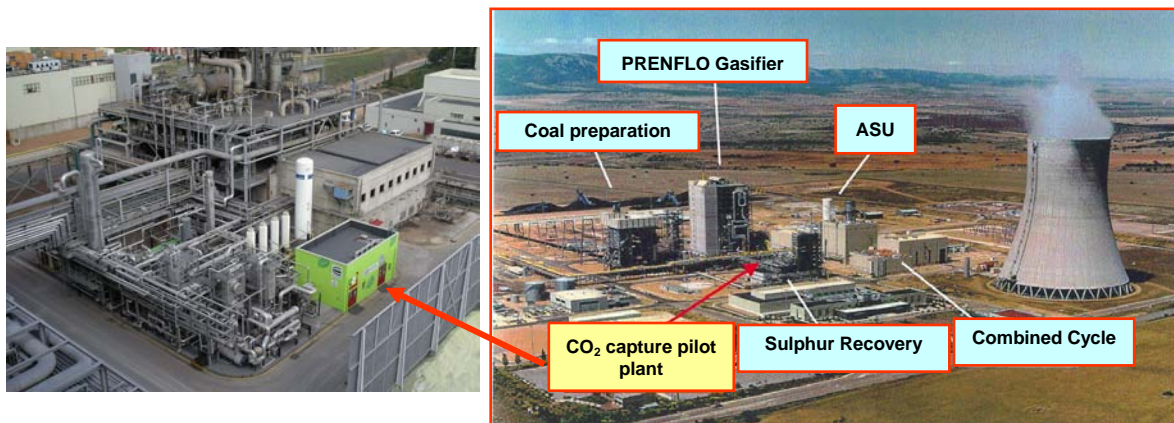 PRENFLO Gasifier
Coal preparation
ASU
CO₂ capture pilot
plant
Sulphur Recovery
Combined Cycle